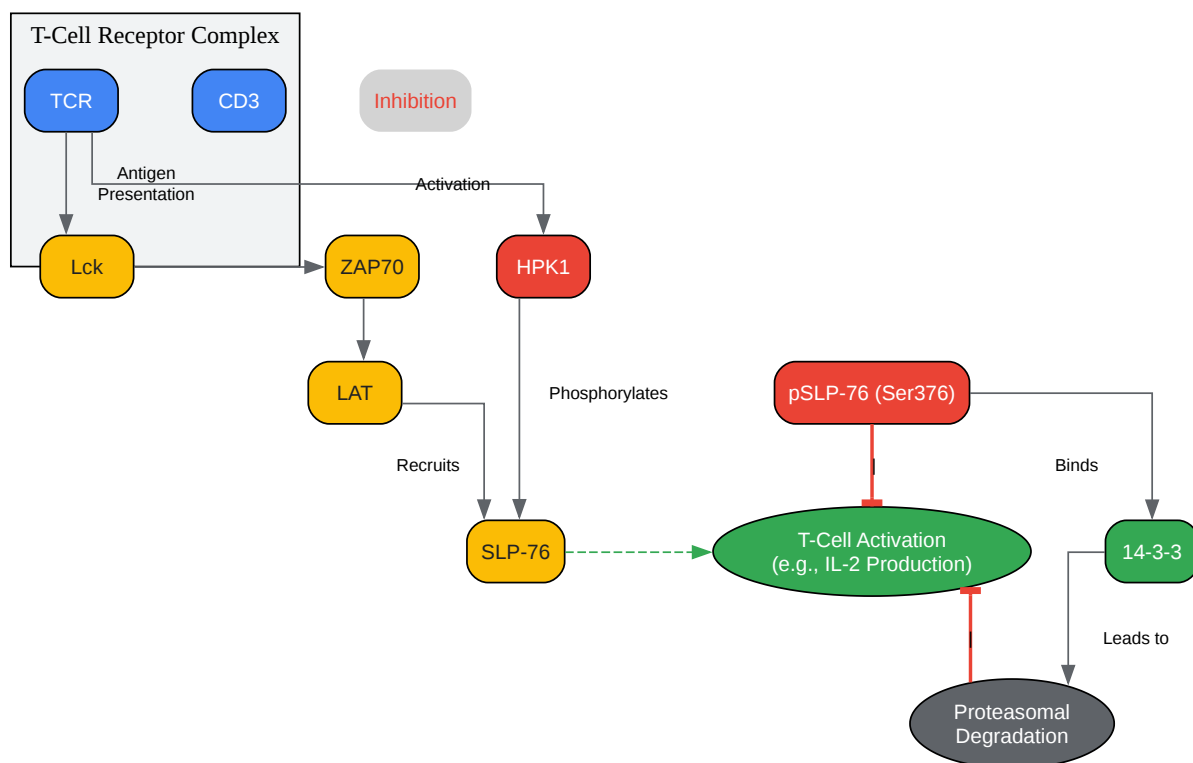 T-Cell Receptor Complex
TCR
CD3
Inhibition
Antigen
Presentation
Activation
Lck
ZAP70
HPK1
LAT
Phosphorylates
pSLP-76 (Ser376)
Recruits
Binds
SLP-76
T-Cell Activation
(e.g., IL-2 Production)
14-3-3
Leads to
Proteasomal
Degradation